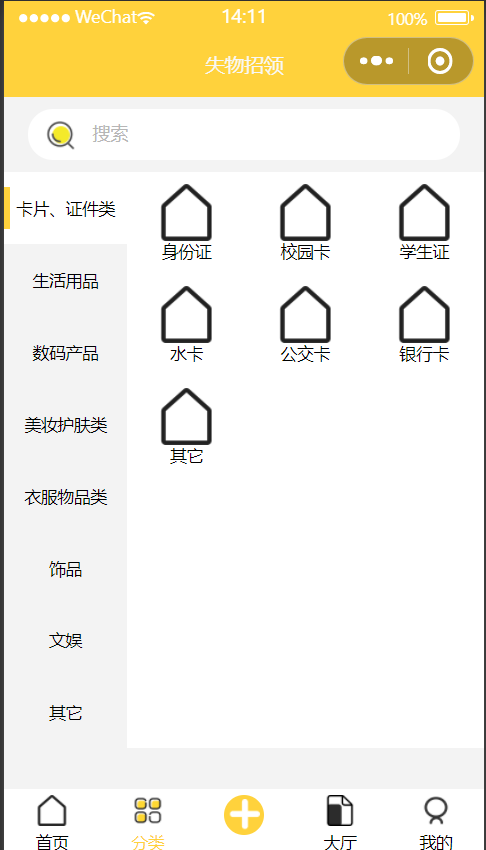 WeChat 14:11 100%
失物招领
搜索
卡片、证件类
生活用品
数码产品
美妆护肤类
衣服物品类
饰品
文娱
其它
身份证 校园卡 学生证
水卡 公交卡 银行卡
其它
首页 分类 大厅 我的